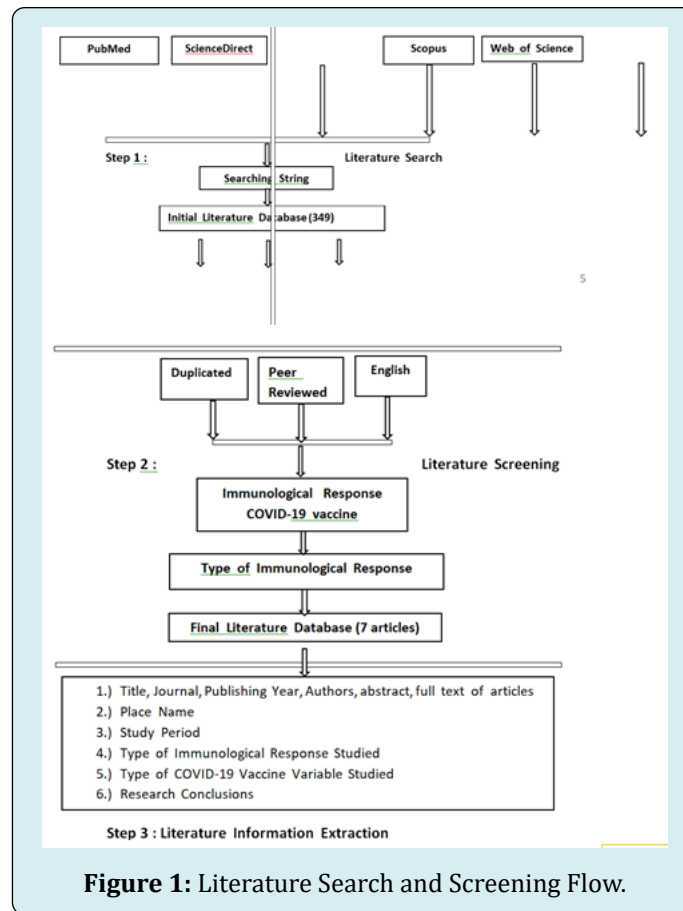 PubMed
ScienceDirect
Scopus
Web of Science
Step 1 :
Literature Search
Searching String
Initial Literature Database (349)
5
Duplicated
Peer
Reviewed
English
Step 2 :
Literature Screening
Immunological Response
COVID-19 vaccine
Type of Immunological Response
Final Literature Database (7 articles)
1.) Title, Journal, Publishing Year, Authors, abstract, full text of articles
2.) Place Name
3.) Study Period
4.) Type of Immunological Response Studied
5.) Type of COVID-19 Vaccine Variable Studied
6.) Research Conclusions
Step 3 : Literature Information Extraction
Figure 1: Literature Search and Screening Flow.